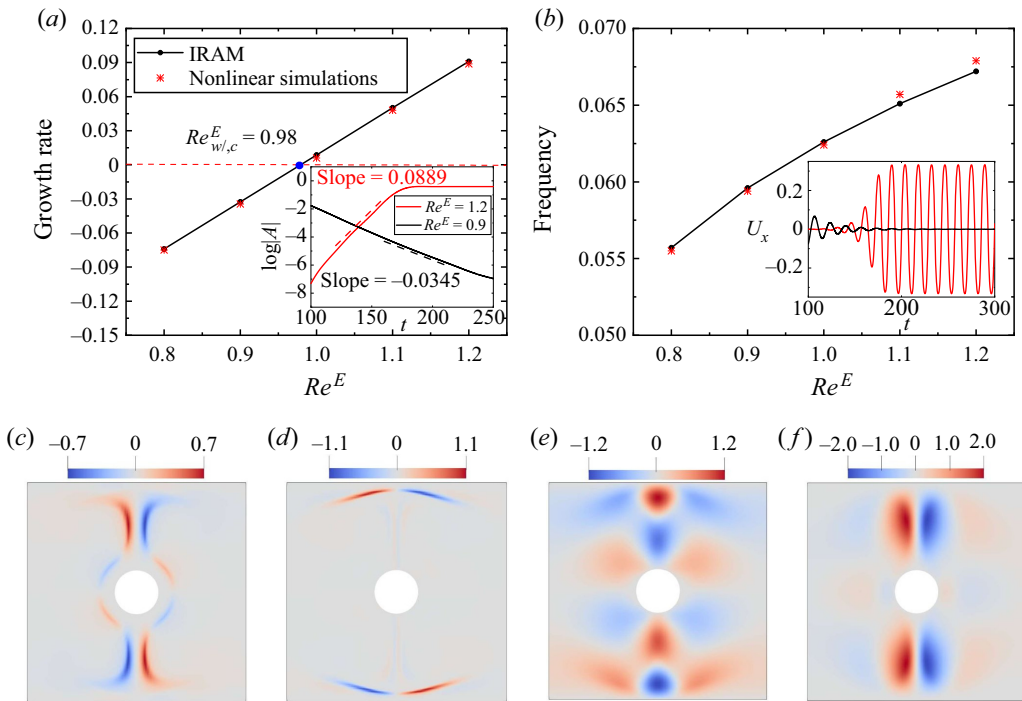 (a)
0.12
0.09
0.06
0.03
0
−0.03
−0.06
−0.09
−0.12
−0.15
Growth rate
IRAM
Nonlinear simulations
Re^E_{w/,c} = 0.98
Slope = 0.0889
Re^E = 1.2
Re^E = 0.9
Slope = −0.0345
0
−2
−4
−6
−8
log|A|
100
150
200
250
t
0.8
0.9
1.0
1.1
1.2
Re^E
(b)
0.070
0.065
0.060
0.055
0.050
Frequency
0.2
0
−0.2
U_x
100
200
300
t
0.8
0.9
1.0
1.1
1.2
Re^E
(c)
−0.7
0
0.7
(d)
−1.1
0
1.1
(e)
−1.2
0
1.2
(f)
−2.0
−1.0
0
1.0
2.0